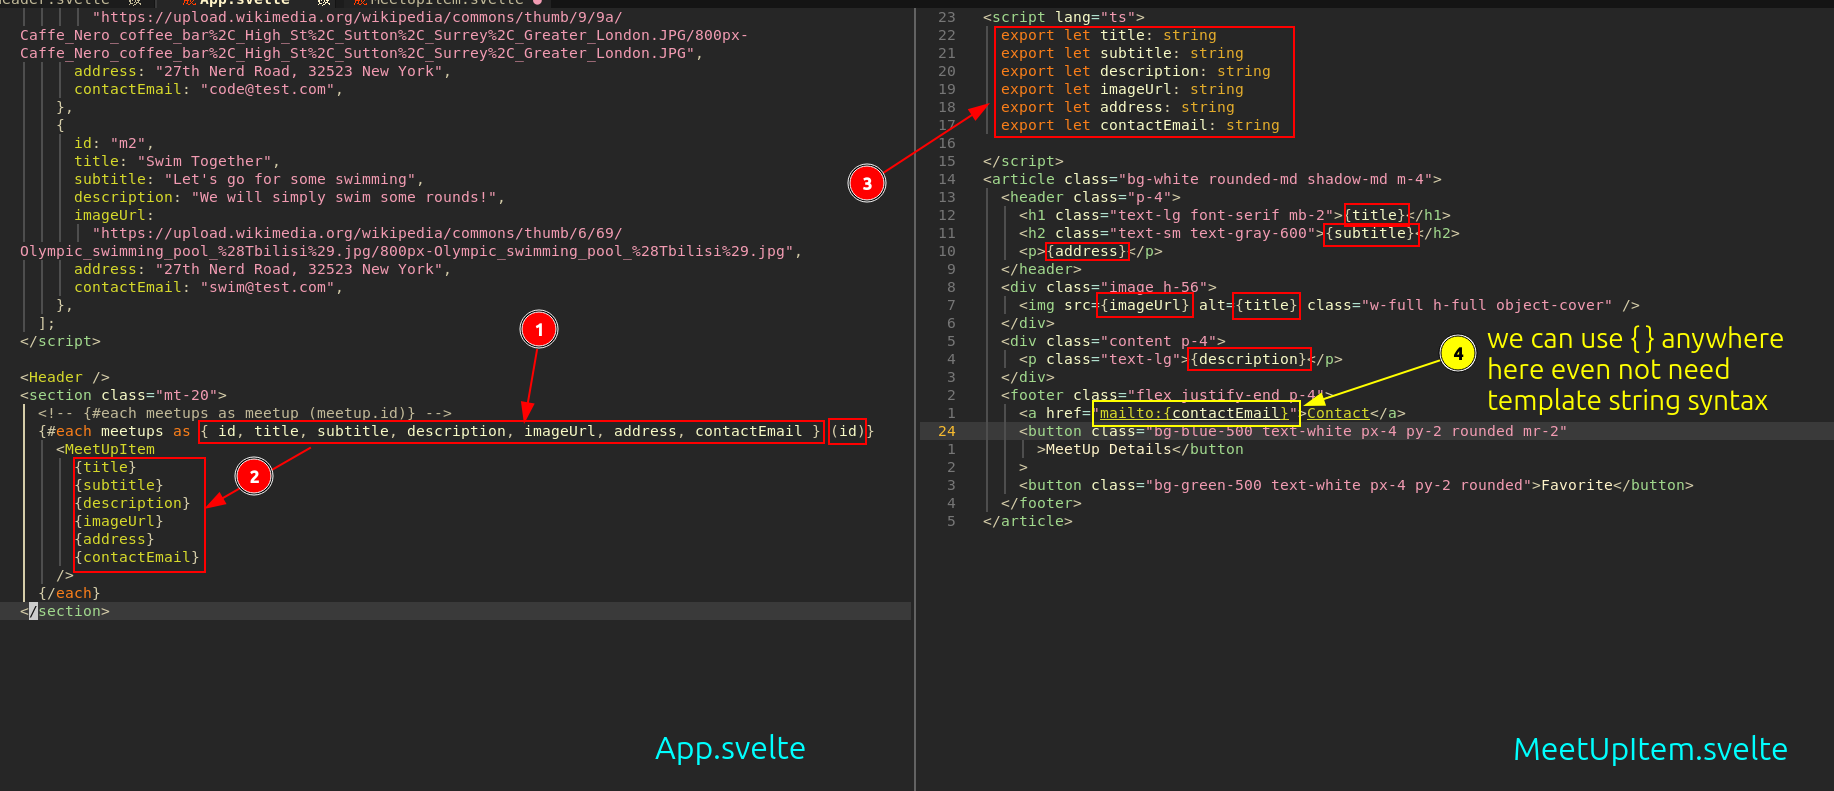 header.svelte
App.svelte
MeetUpItem.svelte
"https://upload.wikimedia.org/wikipedia/commons/thumb/9/9a/
Caffe_Nero_coffee_bar%2C_High_St%2C_Sutton%2C_Surrey%2C_Greater_London.JPG/800px-
Caffe_Nero_coffee_bar%2C_High_St%2C_Sutton%2C_Surrey%2C_Greater_London.JPG",
address: "27th Nerd Road, 32523 New York",
contactEmail: "code@test.com",
},
{
id: "m2",
title: "Swim Together",
subtitle: "Let's go for some swimming",
description: "We will simply swim some rounds!",
imageUrl:
"https://upload.wikimedia.org/wikipedia/commons/thumb/6/69/
Olympic_swimming_pool_%28Tbilisi%29.jpg/800px-Olympic_swimming_pool_%28Tbilisi%29.jpg",
address: "27th Nerd Road, 32523 New York",
contactEmail: "swim@test.com",
},
];
</script>
1
<Header />
<section class="mt-20">
<!-- {#each meetups as meetup (meetup.id)} -->
{#each meetups as { id, title, subtitle, description, imageUrl, address, contactEmail } (id)}
<MeetUpItem
{title}
{subtitle}
{description}
{imageUrl}
{address}
{contactEmail}
/>
{/each}
</section>
2
App.svelte
23 <script lang="ts">
22 export let title: string
21 export let subtitle: string
20 export let description: string
19 export let imageUrl: string
18 export let address: string
17 export let contactEmail: string
16
15 </script>
14 <article class="bg-white rounded-md shadow-md m-4">
13 <header class="p-4">
12 <h1 class="text-lg font-serif mb-2">{title}</h1>
11 <h2 class="text-sm text-gray-600">{subtitle}</h2>
10 <p>{address}</p>
9 </header>
8 <div class="image h-56">
7 <img src={imageUrl} alt={title} class="w-full h-full object-cover" />
6 </div>
5 <div class="content p-4">
4 <p class="text-lg">{description}</p>
3 </div>
2 <footer class="flex justify-end p-4">
1 <a href="mailto:{contactEmail}">Contact</a>
24 <button class="bg-blue-500 text-white px-4 py-2 rounded mr-2"
1 >MeetUp Details</button
2 >
3 <button class="bg-green-500 text-white px-4 py-2 rounded">Favorite</button>
4 </footer>
5 </article>
3
4
we can use { } anywhere
here even not need
template string syntax
MeetUpItem.svelte